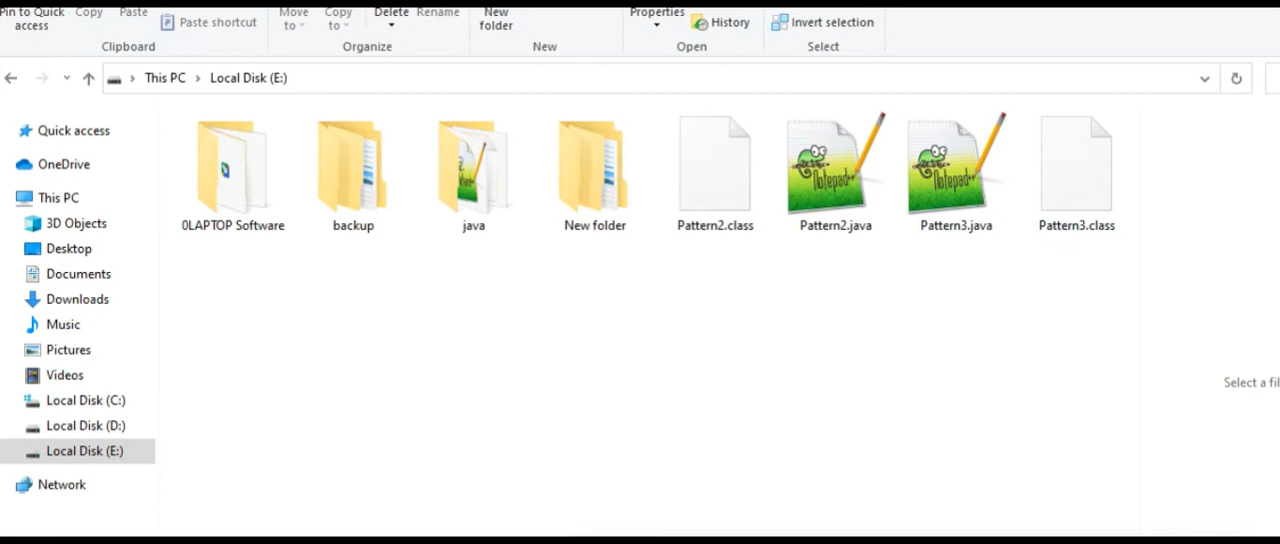 Pin to Quick access
Copy
Paste
Paste shortcut
Clipboard
Move to
Copy to
Delete
Rename
Organize
New folder
New
Properties
History
Open
Invert selection
Select
This PC > Local Disk (E:)
Quick access
OneDrive
This PC
3D Objects
Desktop
Documents
Downloads
Music
Pictures
Videos
Local Disk (C:)
Local Disk (D:)
Local Disk (E:)
Network
0LAPTOP Software
backup
java
New folder
Pattern2.class
Notepad++
Pattern2.java
Notepad++
Pattern3.java
Pattern3.class
Select a fil